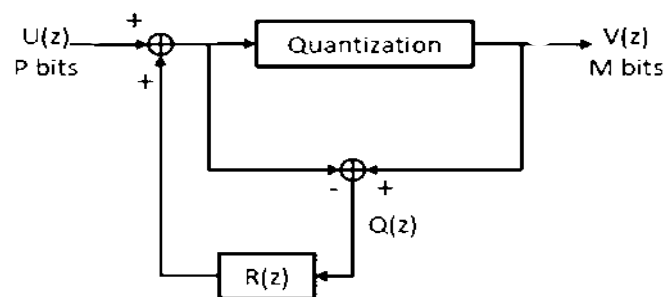 +
U(z)
P bits
+
Quantization
V(z)
M bits
- +
Q(z)
R(z)